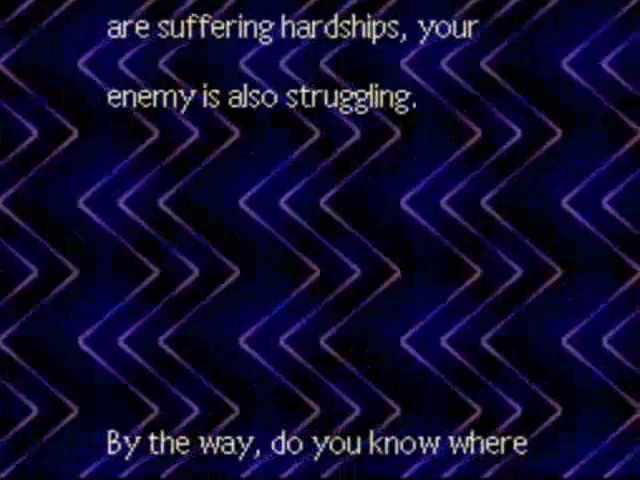 are suffering hardships, your
enemy is also struggling.
By the way, do you know where